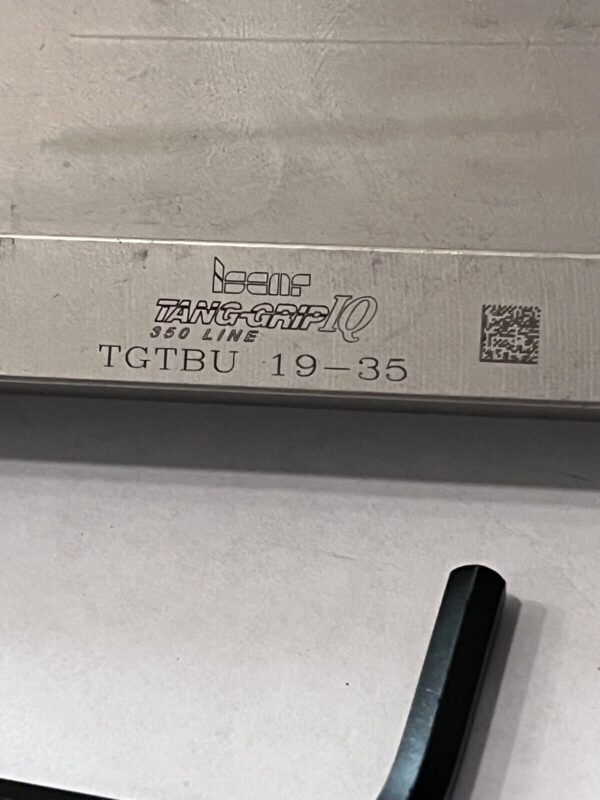 iscar
TANG-GRIP IQ
350 LINE
TGTBU 19-35